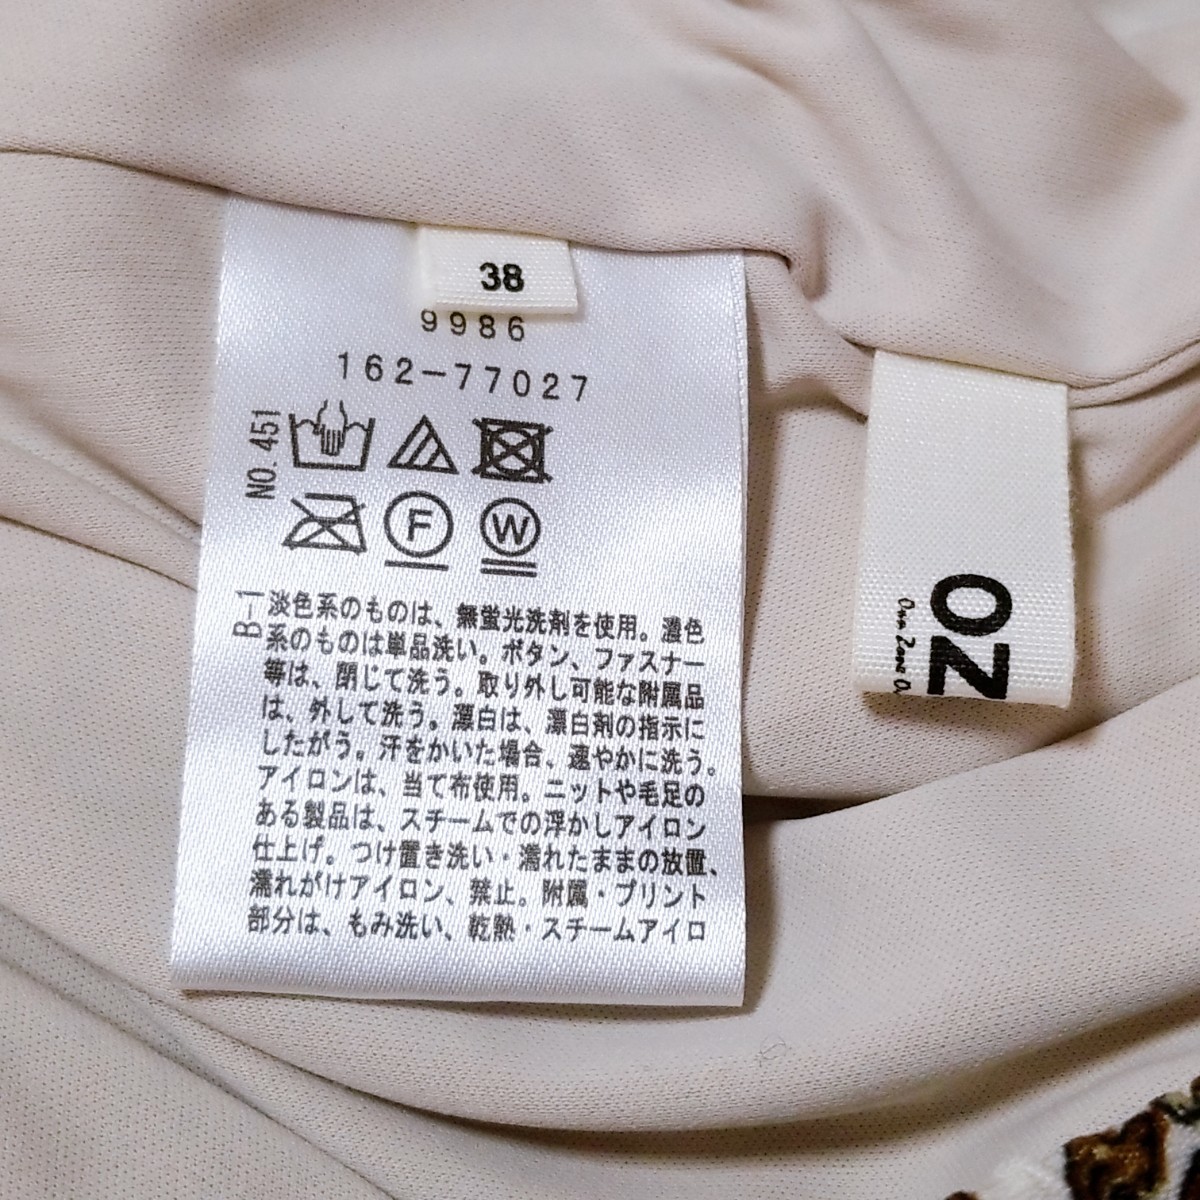 38
9986
162-77027
NO. 451
F
W
B-1
淡色系のものは、無蛍光洗剤を使用。濃色
系のものは単品洗い。ボタン、ファスナー
等は、閉じて洗う。取り外し可能な附属品
は、外して洗う。漂白は、漂白剤の指示に
したがう。汗をかいた場合、速やかに洗う。
アイロンは、当て布使用。ニットや毛足の
ある製品は、スチームでの浮かしアイロン
仕上げ。つけ置き洗い・濡れたままの放置、
濡れがけアイロン、禁止。附属・プリント
部分は、もみ洗い、乾熱・スチームアイロ
OZ
Own Zone